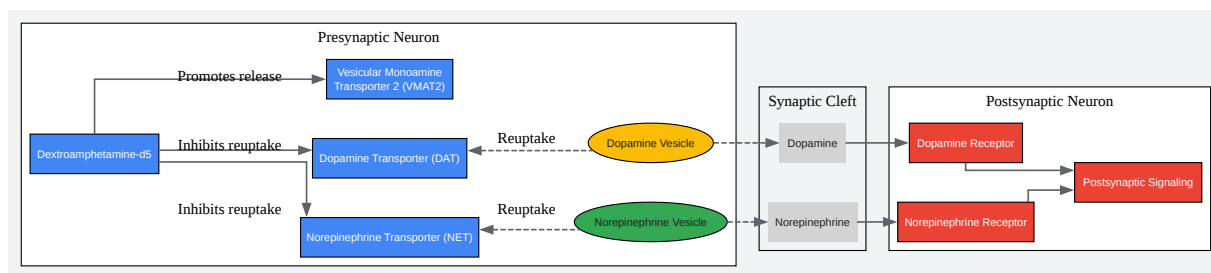 Presynaptic Neuron
Promotes release
Vesicular Monoamine
Transporter 2 (VMAT2)
Dextroamphetamine-d5
Inhibits reuptake
Dopamine Transporter (DAT)
Reuptake
Dopamine Vesicle
Inhibits reuptake
Norepinephrine Transporter (NET)
Reuptake
Norepinephrine Vesicle
Synaptic Cleft
Dopamine
Norepinephrine
Postsynaptic Neuron
Dopamine Receptor
Postsynaptic Signaling
Norepinephrine Receptor